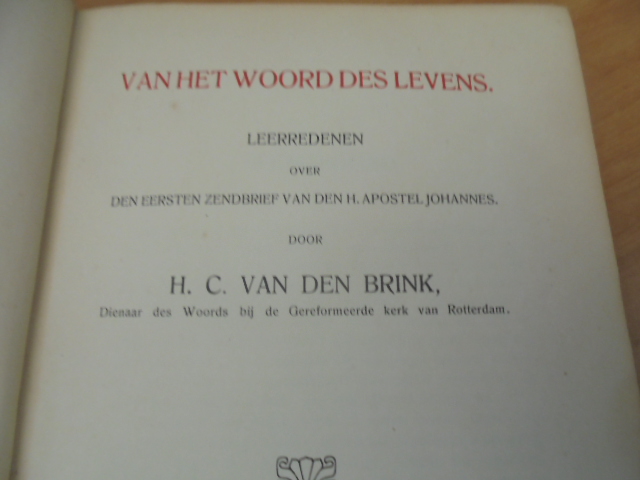 VAN HET WOORD DES LEVENS.
LEERREDENEN
OVER
DEN EERSTEN ZENDBRIEF VAN DEN H. APOSTEL JOHANNES.
DOOR
H. C. VAN DEN BRINK,
Dienaar des Woords bij de Gereformeerde kerk van Rotterdam.